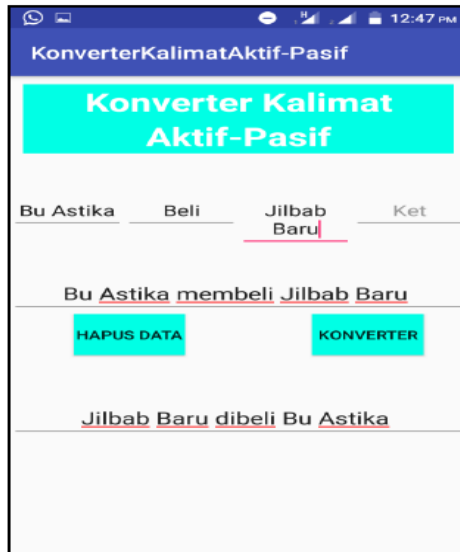 12:47 PM
KonverterKalimatAktif-Pasif
Konverter Kalimat
Aktif-Pasif
Bu Astika Beli Jilbab Ket
Baru
Bu Astika membeli Jilbab Baru
HAPUS DATA KONVERTER
Jilbab Baru dibeli Bu Astika